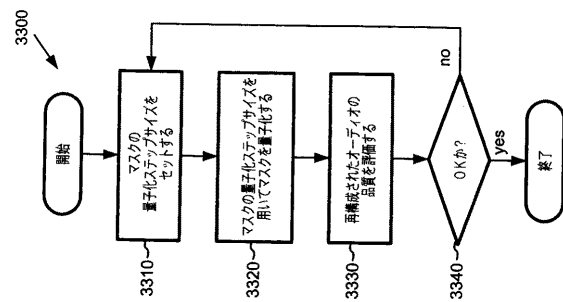 3300
開始
3310
マスクの
量子化ステップサイズを
セットする
3320
マスクの量子化ステップサイズを
用いてマスクを量子化する
3330
再構成されたオーディオの
品質を評価する
3340
OKか?
no
yes
終了